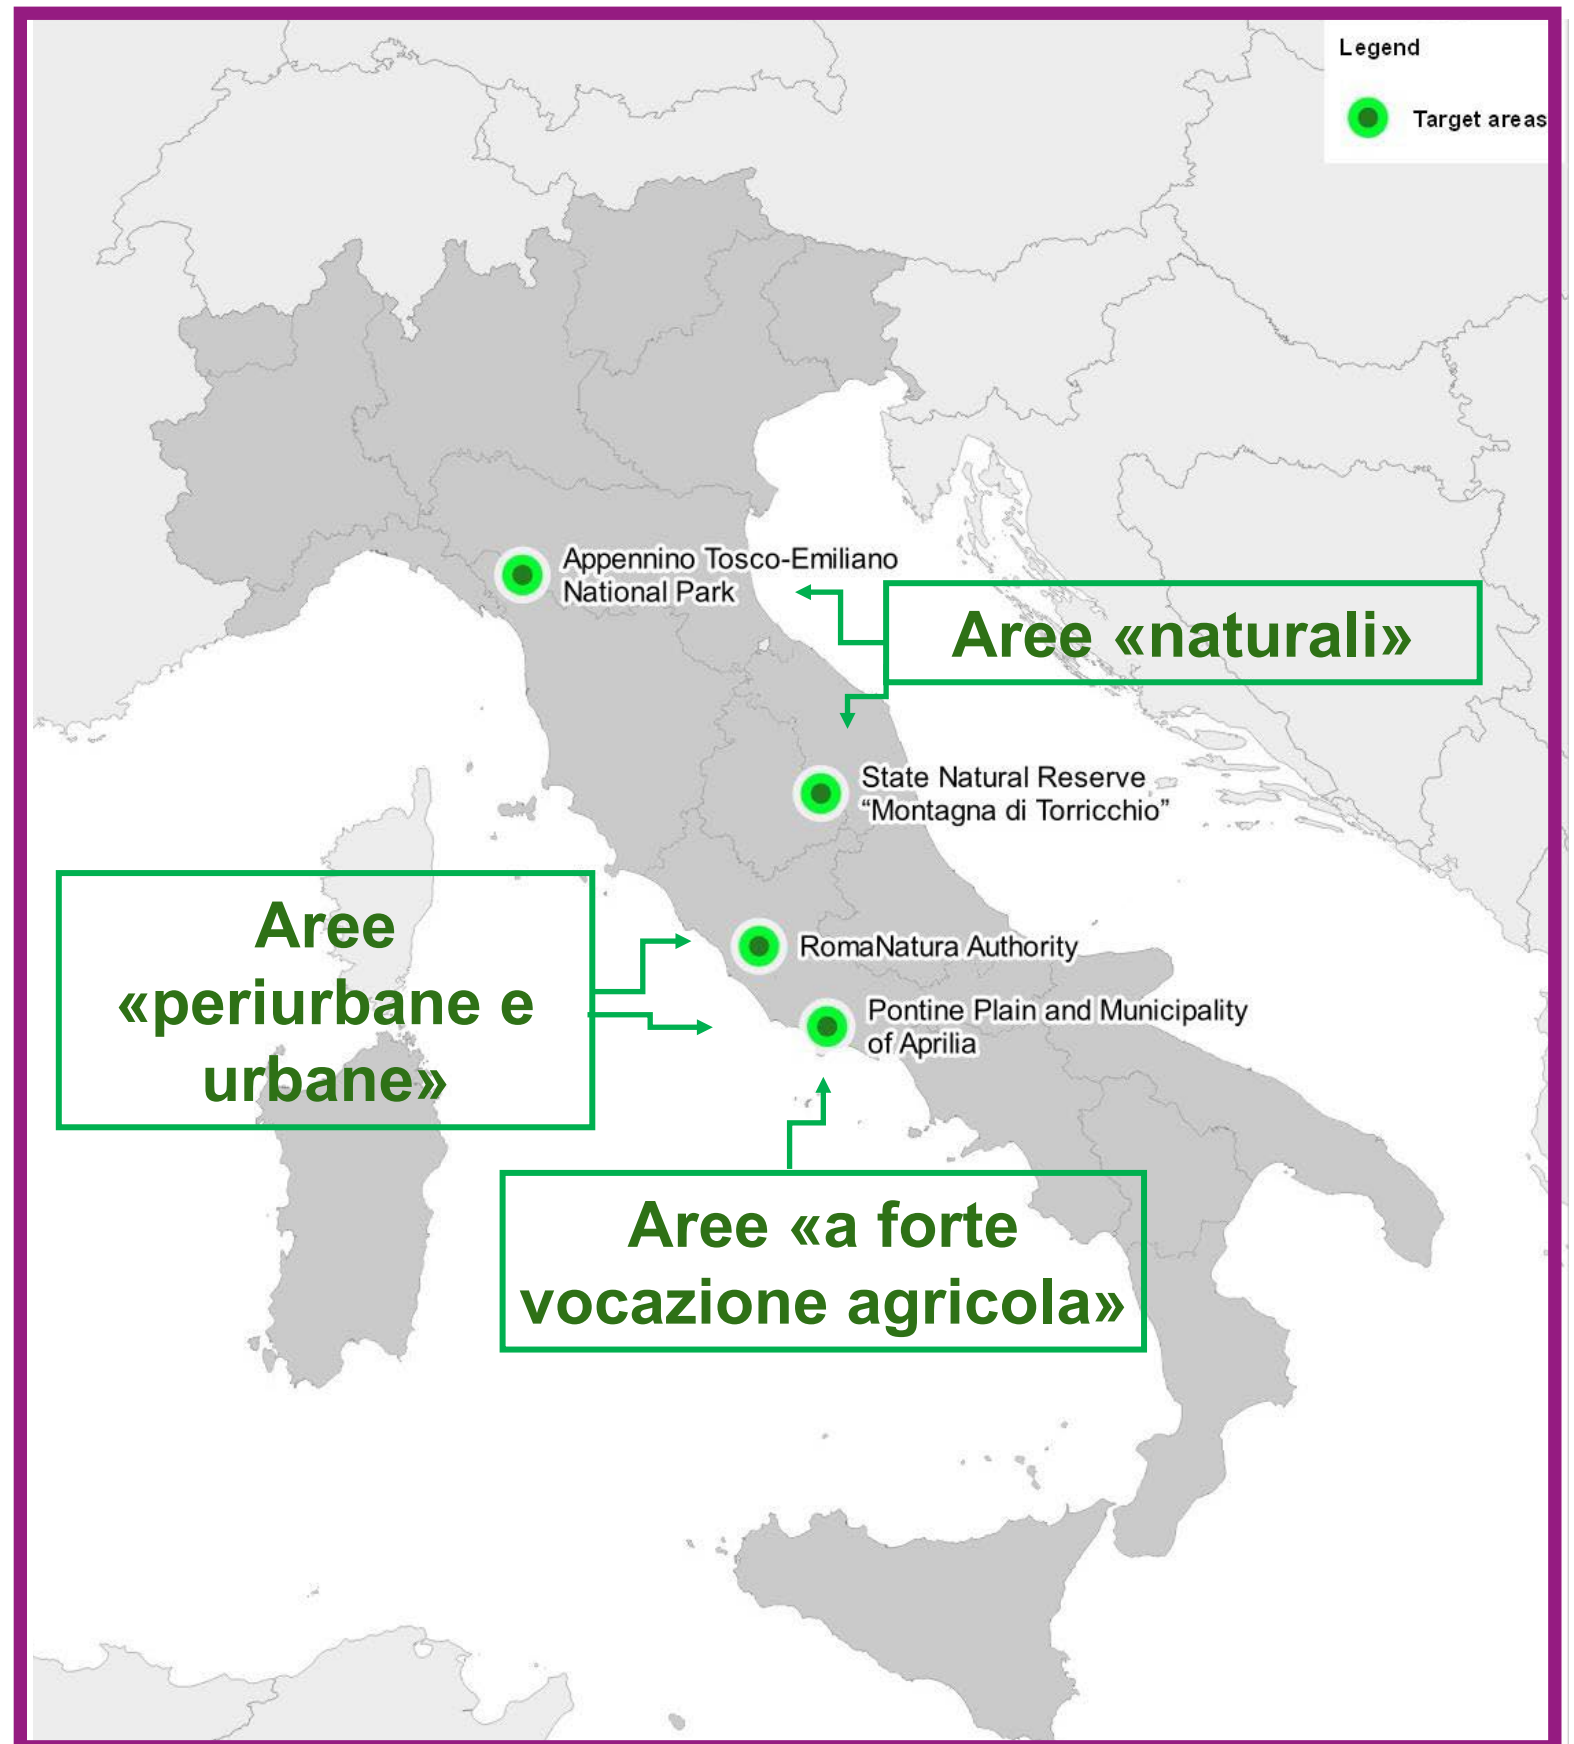 Legend
Target areas
Appennino Tosco-Emiliano
National Park
Aree «naturali»
State Natural Reserve
“Montagna di Torricchio”
Aree
«periurbane e
urbane»
RomaNatura Authority
Pontine Plain and Municipality
of Aprilia
Aree «a forte
vocazione agricola»